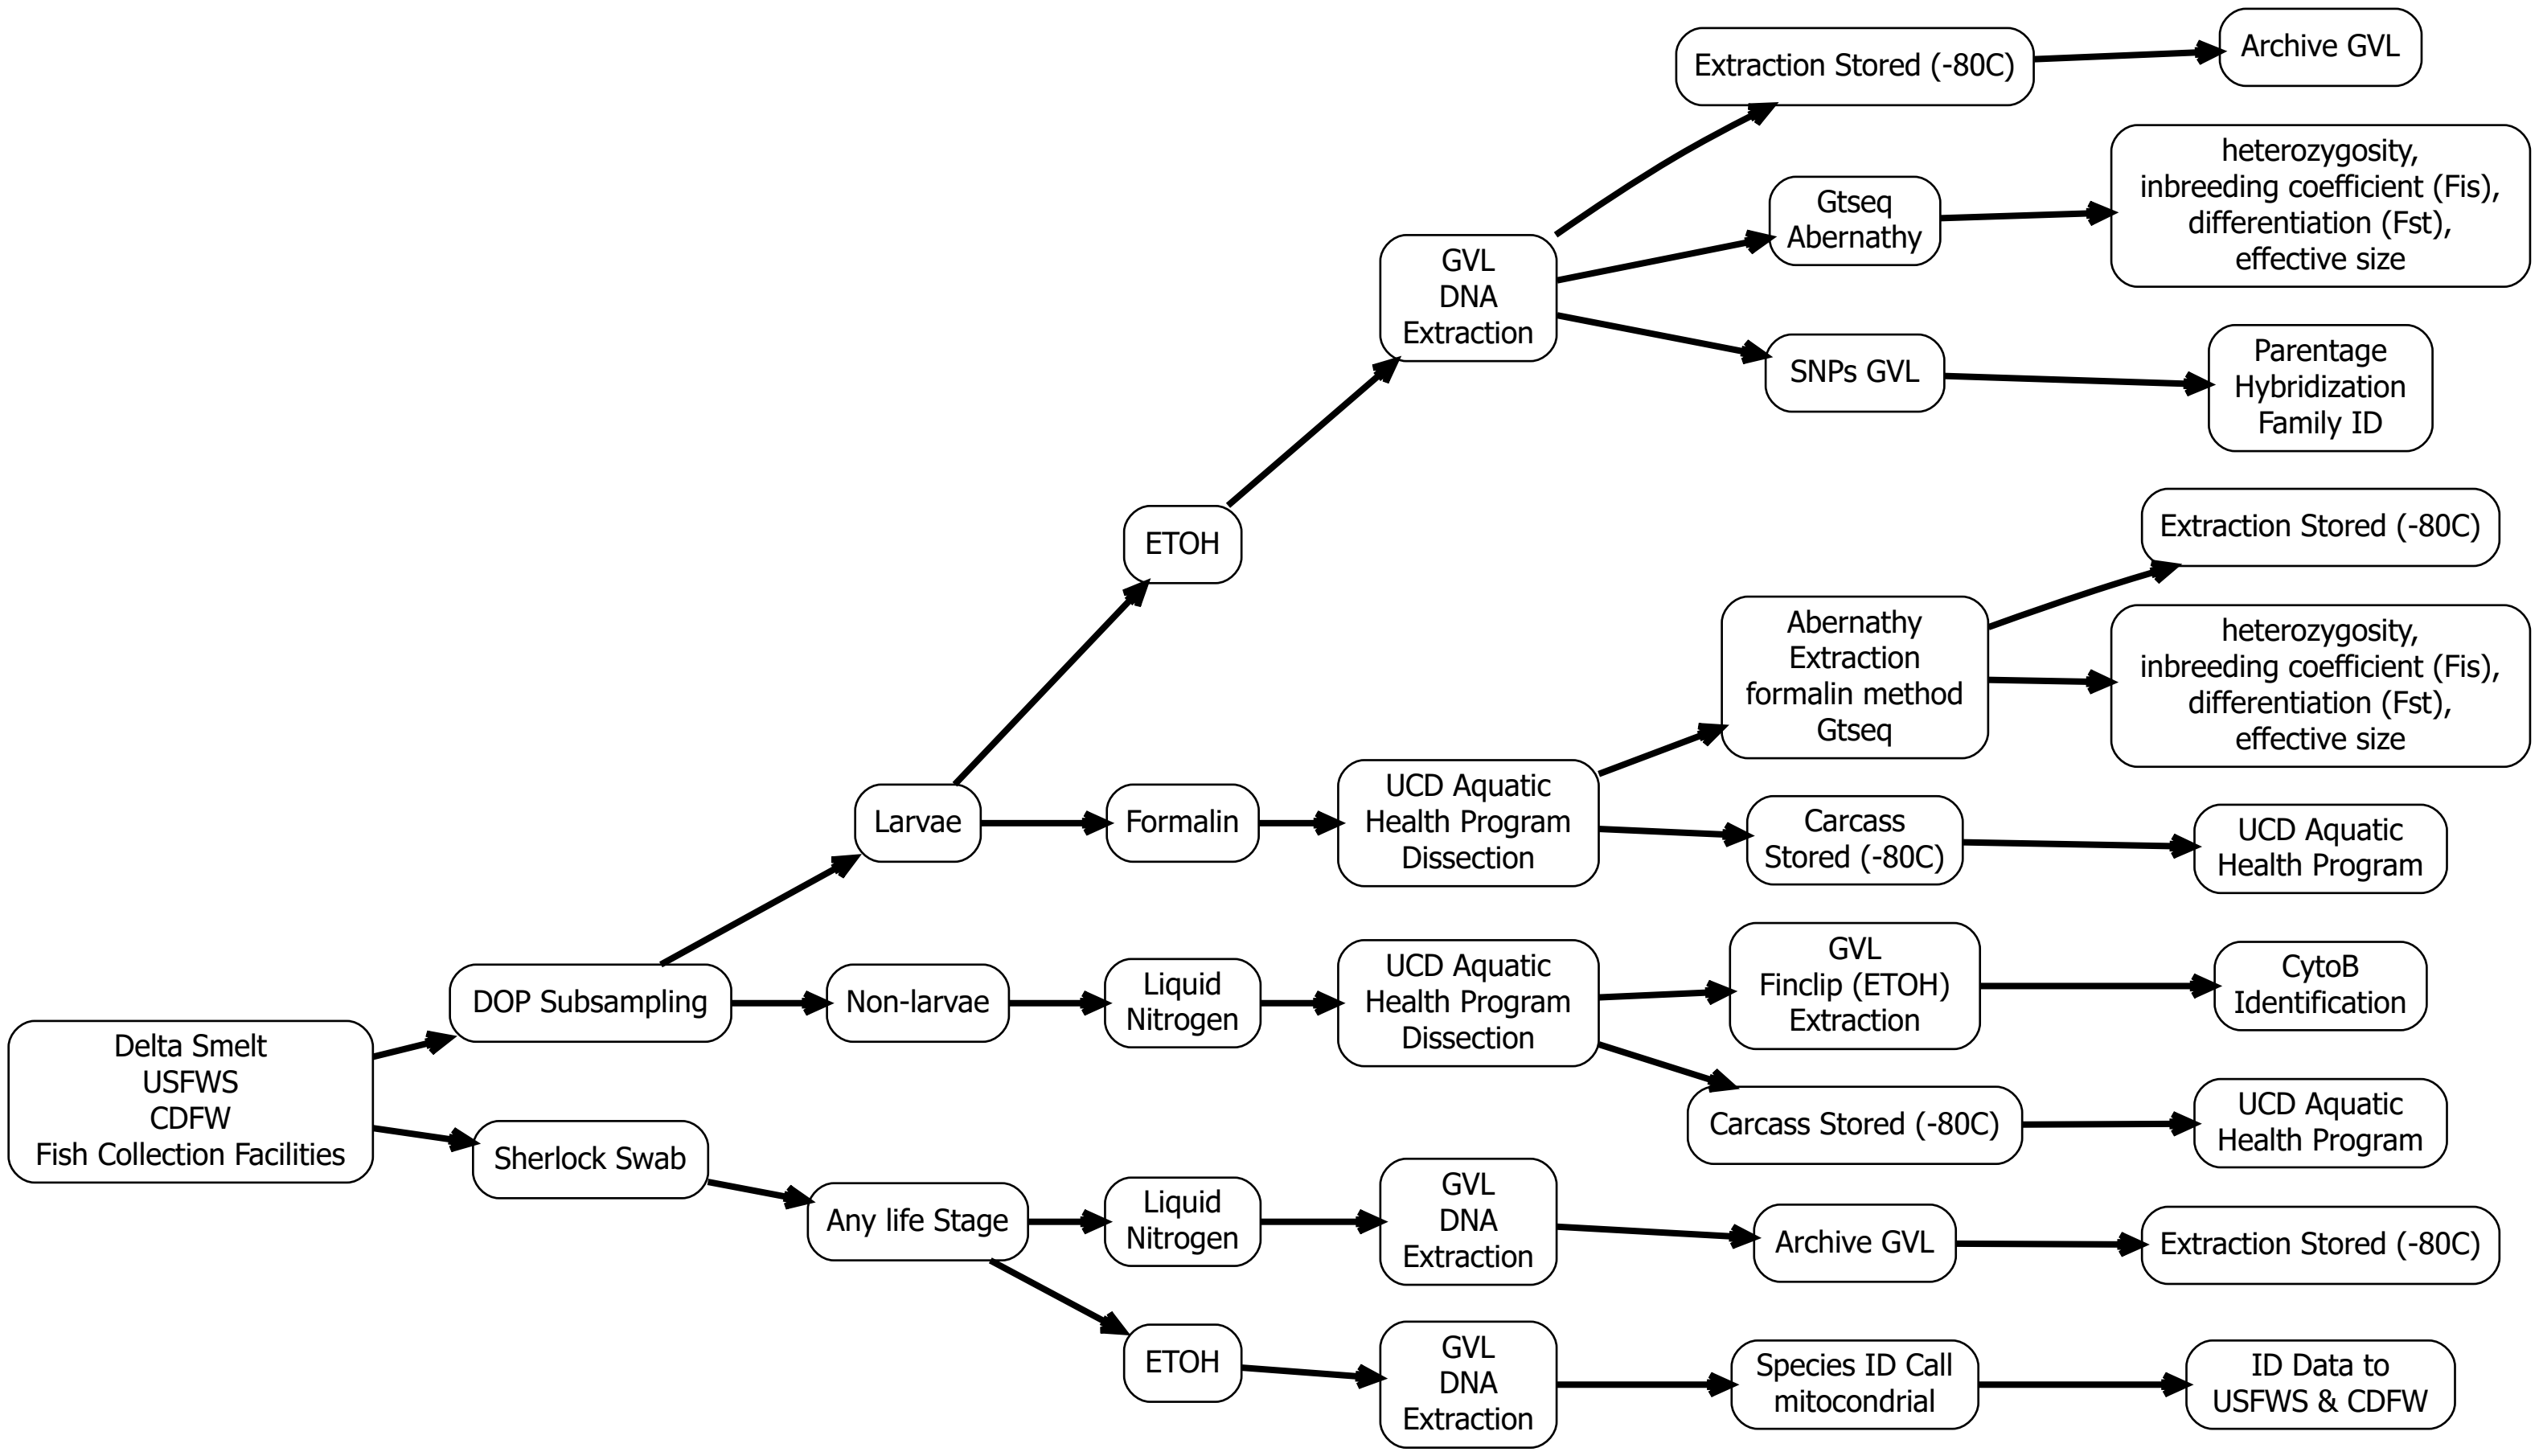 Extraction Stored (-80C)
Archive GVL
Gtseq
Abernathy
heterozygosity,
inbreeding coefficient (Fis),
differentiation (Fst),
effective size
GVL
DNA
Extraction
SNPs GVL
Parentage
Hybridization
Family ID
ETOH
Extraction Stored (-80C)
Abernathy
Extraction
formalin method
Gtseq
heterozygosity,
inbreeding coefficient (Fis),
differentiation (Fst),
effective size
Larvae
Formalin
UCD Aquatic
Health Program
Dissection
Carcass
Stored (-80C)
UCD Aquatic
Health Program
DOP Subsampling
Non-larvae
Liquid
Nitrogen
UCD Aquatic
Health Program
Dissection
GVL
Finclip (ETOH)
Extraction
CytoB
Identification
Delta Smelt
USFWS
CDFW
Fish Collection Facilities
Carcass Stored (-80C)
UCD Aquatic
Health Program
Sherlock Swab
Any life Stage
Liquid
Nitrogen
GVL
DNA
Extraction
Archive GVL
Extraction Stored (-80C)
ETOH
GVL
DNA
Extraction
Species ID Call
mitocondrial
ID Data to
USFWS & CDFW